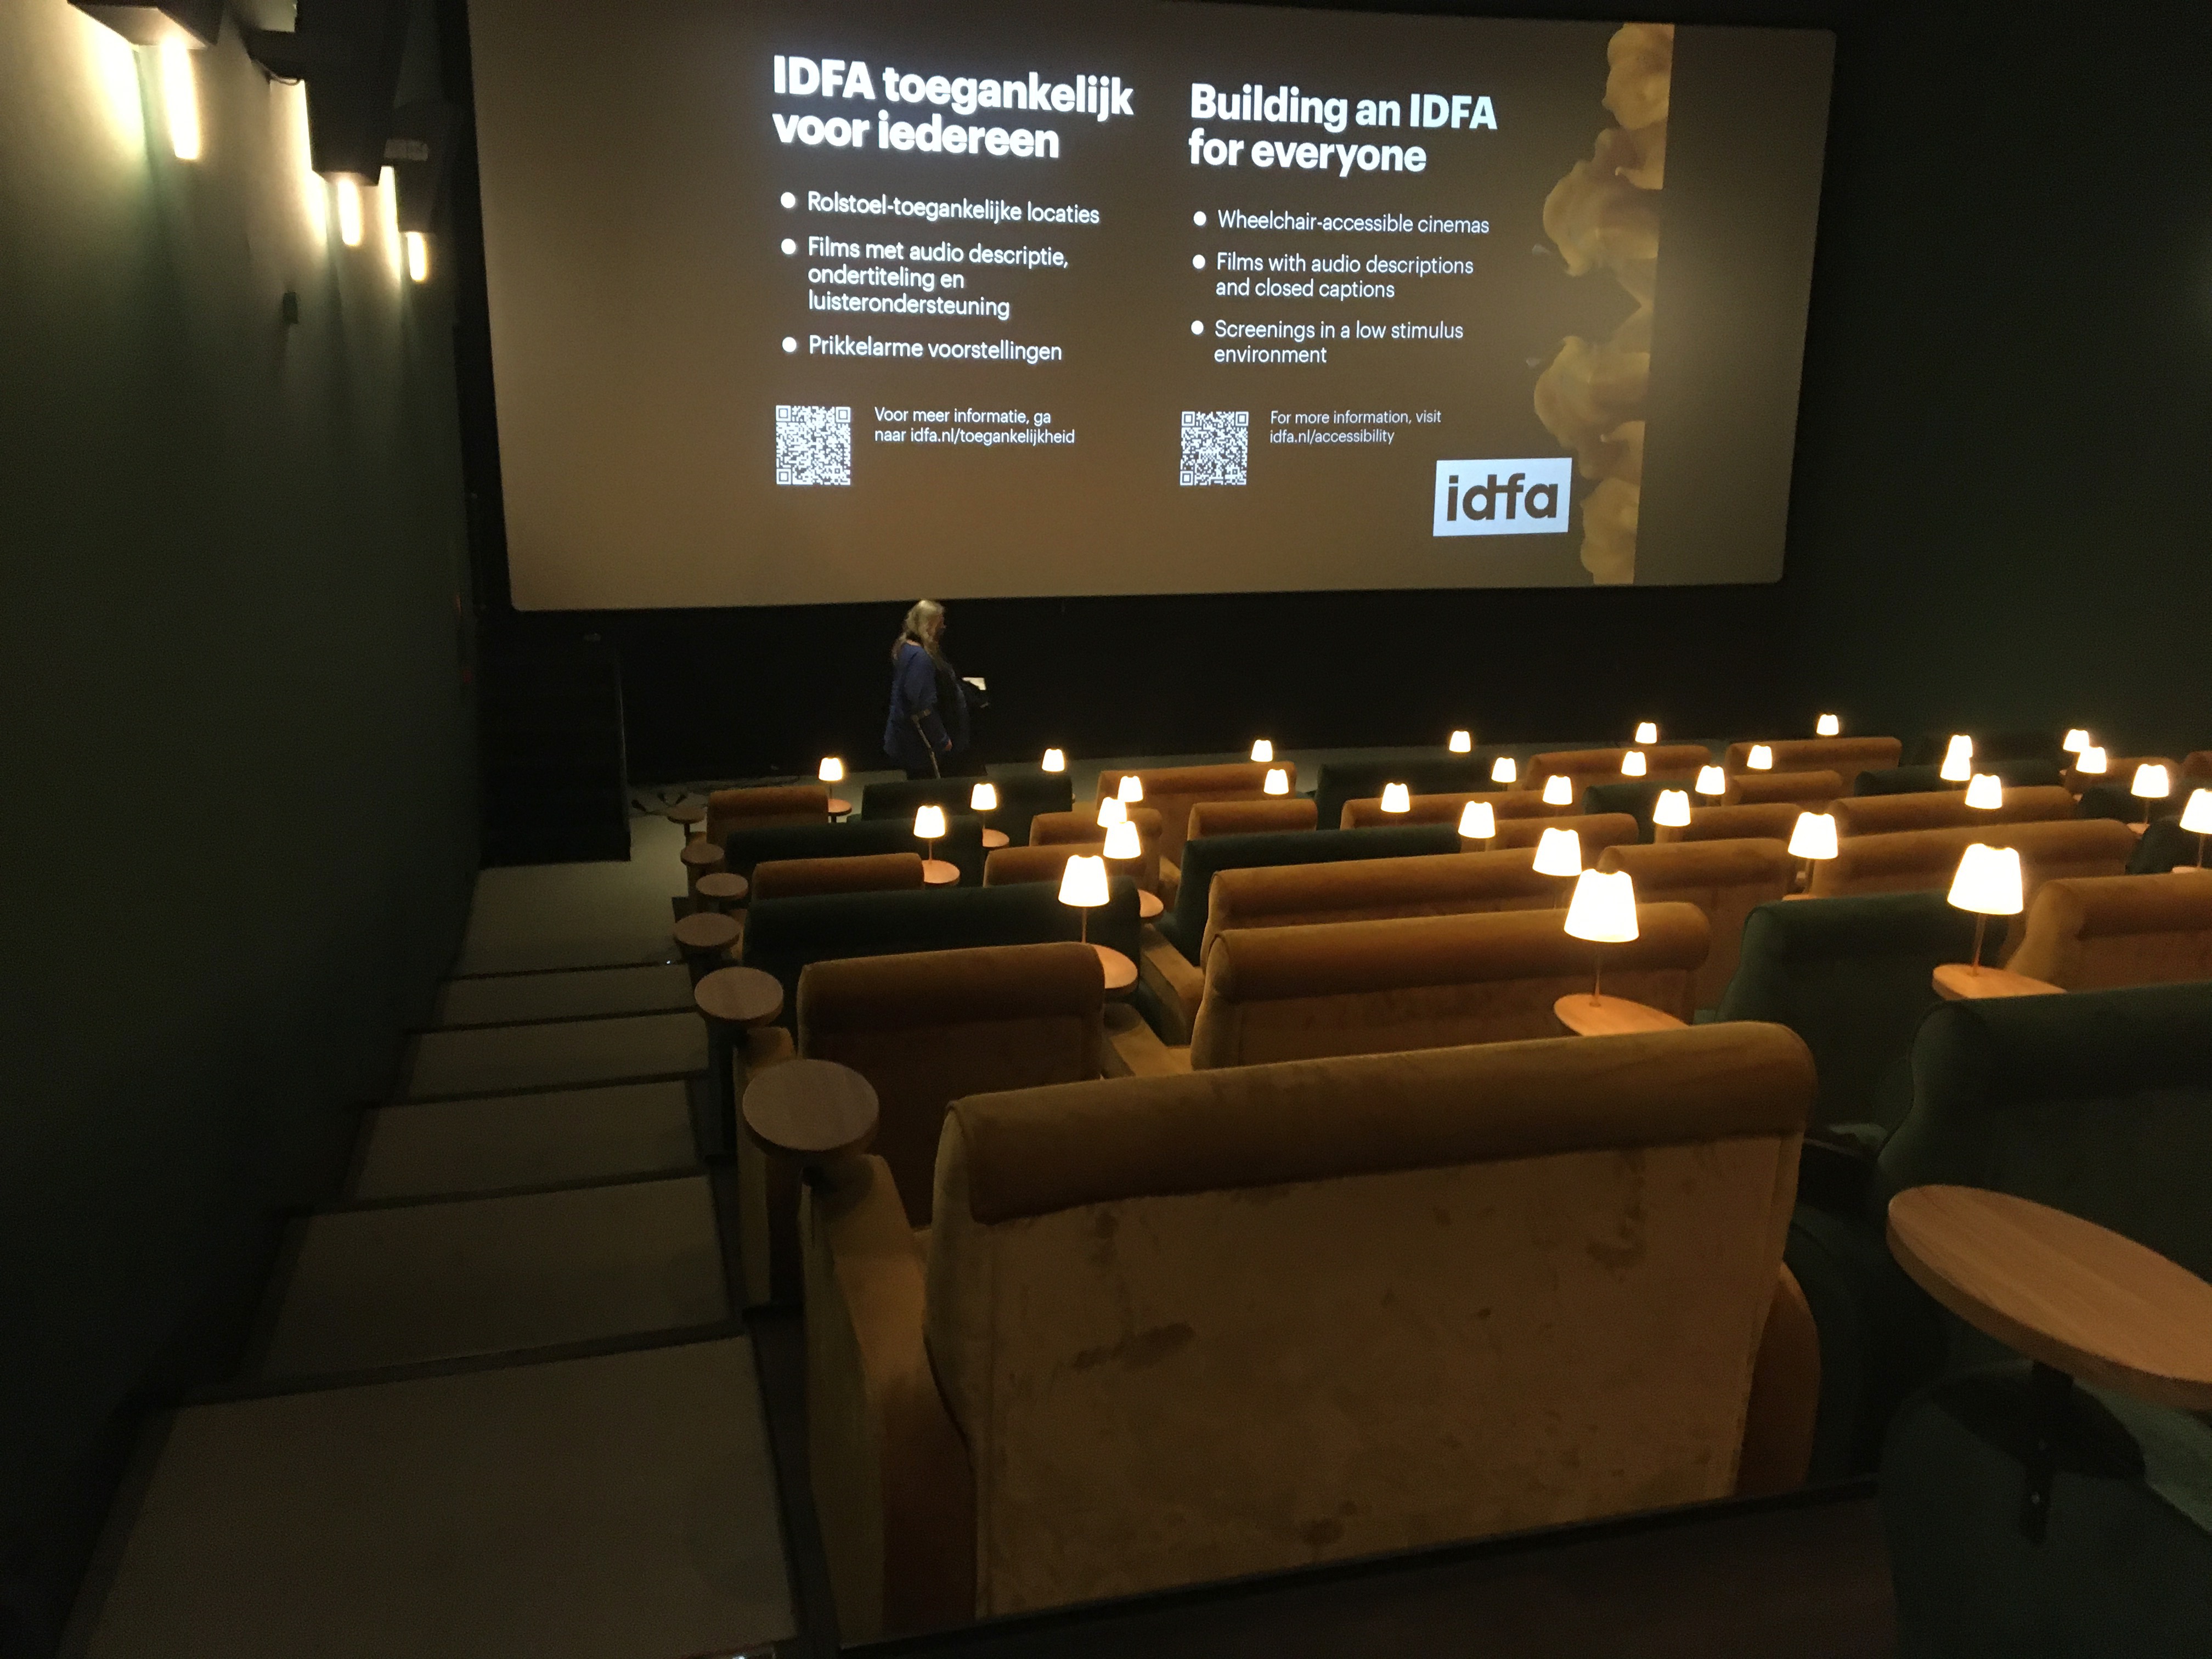 IDFA toegankelijk
voor iedereen
Rolstoel-toegankelijke locaties
Films met audio descriptie,
ondertiteling en
luisterondersteuning
Prikkelarme voorstellingen
Voor meer informatie, ga
naar idfa.nl/toegankelijkheid
Building an IDFA
for everyone
Wheelchair-accessible cinemas
Films with audio descriptions
and closed captions
Screenings in a low stimulus
environment
For more information, visit
idfa.nl/accessibility
idfa